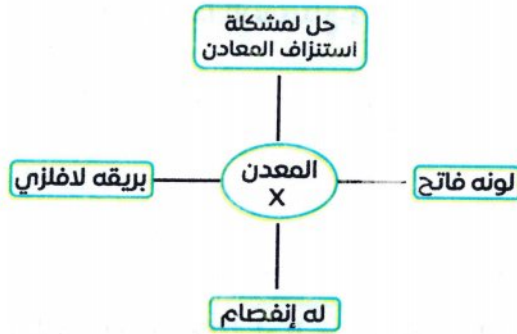 حل لمشكلة
استنزاف المعادن
بريقه لافلزي
المعدن
X
لونه فاتح
له إنفصام